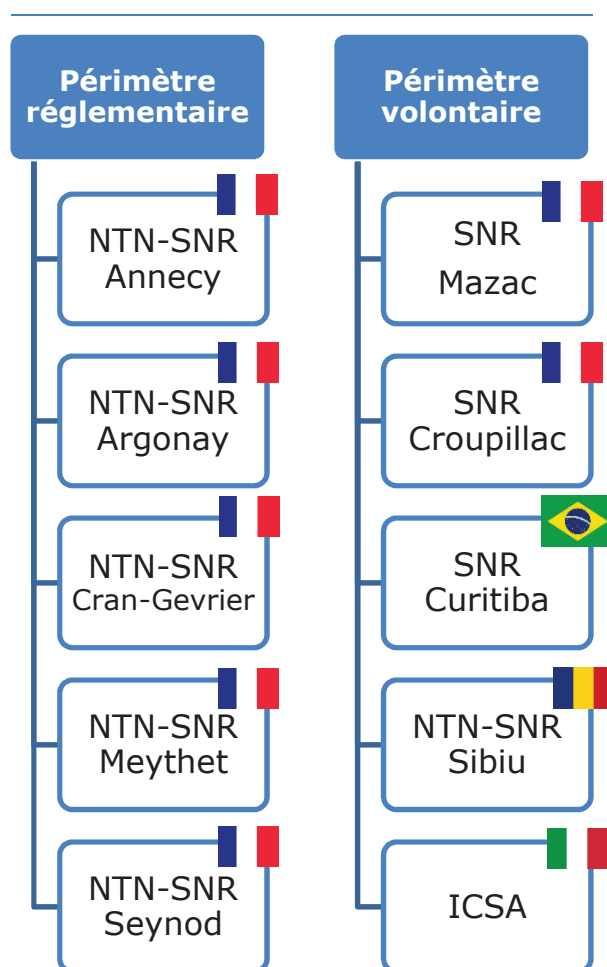 Périmètre
réglementaire
NTN-SNR
Annecy
NTN-SNR
Argonay
NTN-SNR
Cran-Gevrier
NTN-SNR
Meythet
NTN-SNR
Seynod
Périmètre
volontaire
SNR
Mazac
SNR
Croupillac
SNR
Curitiba
NTN-SNR
Sibiu
ICSA